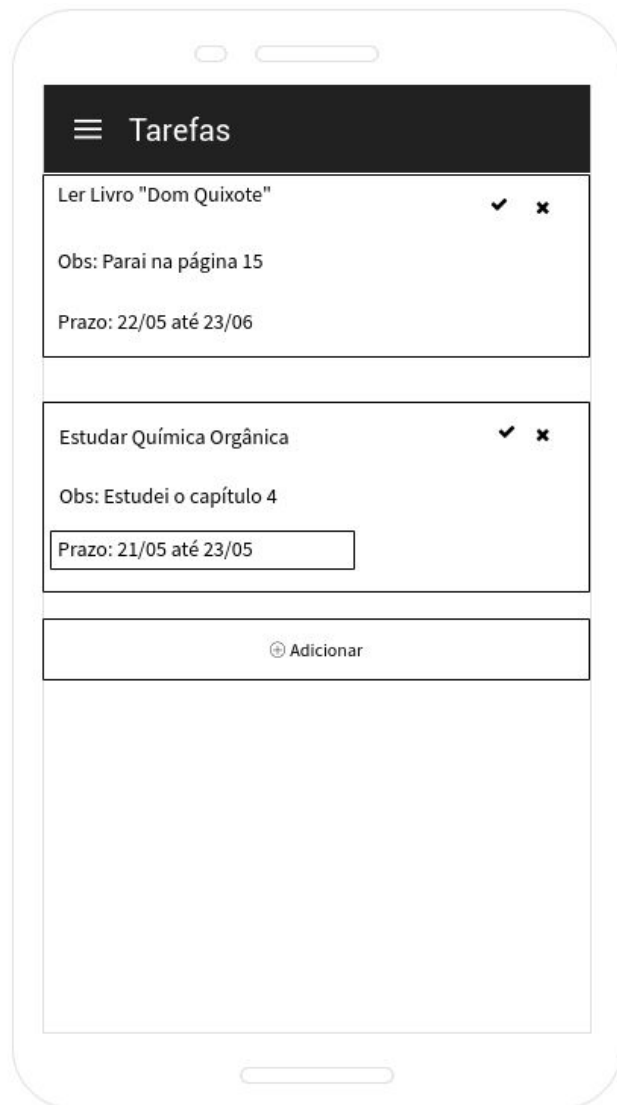 Tarefas
Ler Livro "Dom Quixote"
Obs: Parai na página 15
Prazo: 22/05 até 23/06
Estudar Química Orgânica
Obs: Estudei o capítulo 4
Prazo: 21/05 até 23/05
Adicionar